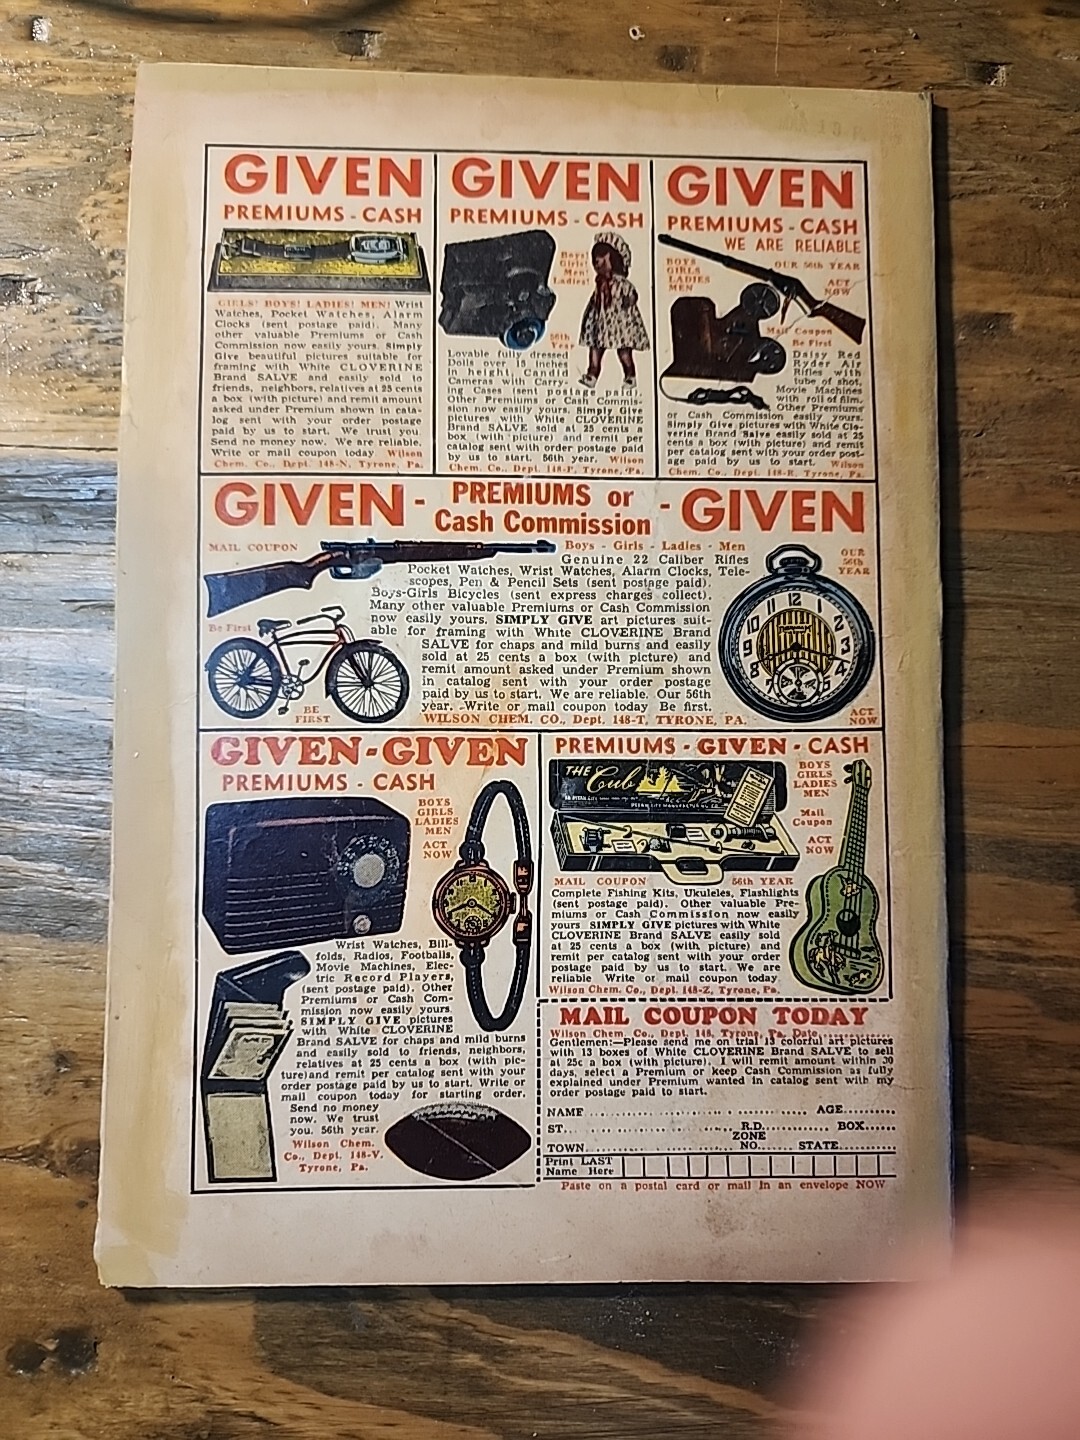 GIVEN
PREMIUMS - CASH
GIRLS! BOYS! LADIES! MEN! Wrist
Watches, Pocket Watches, Alarm
Clocks (sent postage paid). Many
other valuable Premiums or Cash
Commission now easily yours. Simply
Give beautiful pictures suitable for
framing with White CLOVERINE
Brand SALVE and easily sold to
friends, neighbors, relatives at 25 cents
a box (with picture) and remit amount
asked under Premium shown in cata-
log sent with your order postage
paid by us to start. We trust you.
Send no money now. We are reliable.
Write or mail coupon today Wilson
Chem. Co., Dept. 148-N, Tyrone, Pa.
GIVEN
PREMIUMS - CASH
Boys!
Girls!
Men!
Ladies!
56th
Year
Lovable fully dressed
Dolls over 15 inches
in height, Candid
Cameras with Carry-
ing Cases (sent postage paid).
Other Premiums or Cash Commis-
sion now easily yours. Simply Give
pictures with White CLOVERINE
Brand SALVE sold at 25 cents a
box (with picture) and remit per
catalog sent with order postage paid
by us to start. 56th year. Wilson
Chem. Co., Dept. 148-P, Tyrone, Pa.
GIVEN
PREMIUMS - CASH
WE ARE RELIABLE
BOYS
GIRLS
LADIES
MEN
OUR 56th YEAR
ACT
NOW
Mail Coupon
Be First
Daisy Red
Ryder Air
Rifles with
tube of shot,
Movie Machines
with roll of film.
Other Premiums
or Cash Commission easily yours.
Simply Give pictures with White Clo-
verine Brand Salve easily sold at 25
cents a box (with picture) and remit
per catalog sent with your order post-
age paid by us to start. Wilson
Chem. Co., Dept. 148-R, Tyrone, Pa.
GIVEN - PREMIUMS or Cash Commission - GIVEN
MAIL COUPON
Boys - Girls - Ladies - Men
Genuine 22 Caliber Rifles
Pocket Watches, Wrist Watches, Alarm Clocks, Tele-
scopes, Pen & Pencil Sets (sent postage paid).
Boys-Girls Bicycles (sent express charges collect).
Many other valuable Premiums or Cash Commission
now easily yours. SIMPLY GIVE art pictures suit-
able for framing with White CLOVERINE Brand
SALVE for chaps and mild burns and easily
sold at 25 cents a box (with picture) and
remit amount asked under Premium shown
in catalog sent with your order postage
paid by us to start. We are reliable. Our 56th
year. Write or mail coupon today Be first.
WILSON CHEM. CO., Dept. 148-T, TYRONE, PA.
Be First
BE
FIRST
OUR
56th
YEAR
12
1
2
3
4
5
7
8
9
10
ACT
NOW
GIVEN-GIVEN
PREMIUMS - CASH
BOYS
GIRLS
LADIES
MEN
ACT
NOW
Wrist Watches, Bill-
folds, Radios, Footballs,
Movie Machines, Elec-
tric Record Players,
(sent postage paid). Other
Premiums or Cash Com-
mission now easily yours
SIMPLY GIVE pictures
with White CLOVERINE
Brand SALVE for chaps and mild burns
and easily sold to friends, neighbors,
relatives at 25 cents a box (with pic-
ture) and remit per catalog sent with your
order postage paid by us to start. Write or
mail coupon today for starting order.
Send no money
now. We trust
you. 56th year.
Wilson Chem.
Co., Dept. 148-V.
Tyrone, Pa.
PREMIUMS - GIVEN - CASH
THE Cub
BOYS
GIRLS
LADIES
MEN
Mail
Coupon
ACT
NOW
MAIL COUPON 56th YEAR
Complete Fishing Kits, Ukuleles, Flashlights
(sent postage paid). Other valuable Pre-
miums or Cash Commission now easily
yours SIMPLY GIVE pictures with White
CLOVERINE Brand SALVE easily sold
at 25 cents a box (with picture) and
remit per catalog sent with your order
postage paid by us to start. We are
reliable Write or mail coupon today.
Wilson Chem. Co., Dept. 148-Z, Tyrone, Pa.
MAIL COUPON TODAY
Wilson Chem. Co., Dept. 148, Tyrone, Pa. Date
Gentlemen:—Please send me on trial 13 colorful art pictures
with 13 boxes of White CLOVERINE Brand SALVE to sell
at 25c a box (with picture). I will remit amount within 30
days, select a Premium or keep Cash Commission as fully
explained under Premium wanted in catalog sent with my
order postage paid to start.
NAME AGE
ST. R.D. BOX
TOWN ZONE NO. STATE
Print LAST
Name Here
Paste on a postal card or mail in an envelope NOW